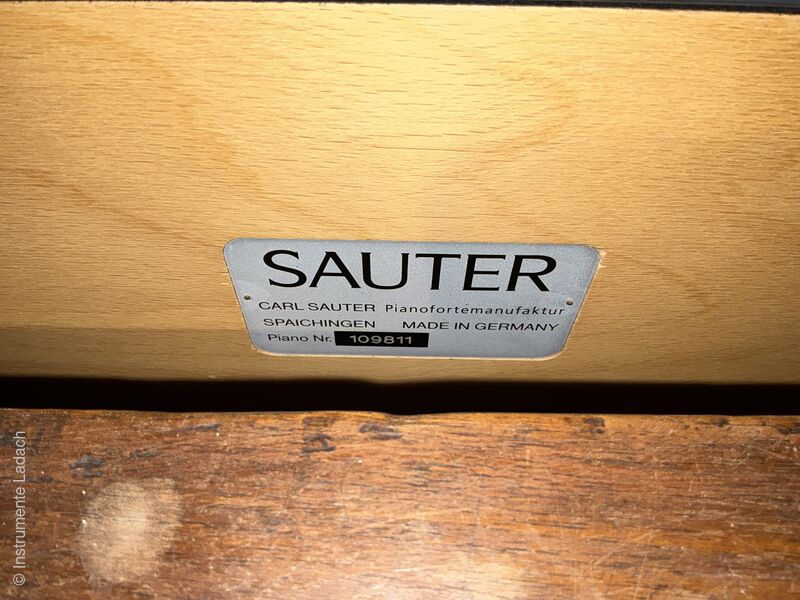 SAUTER
CARL SAUTER Pianofortemanufaktur
SPAICHINGEN MADE IN GERMANY
Piano Nr. 109811
© Instrumente Ladach